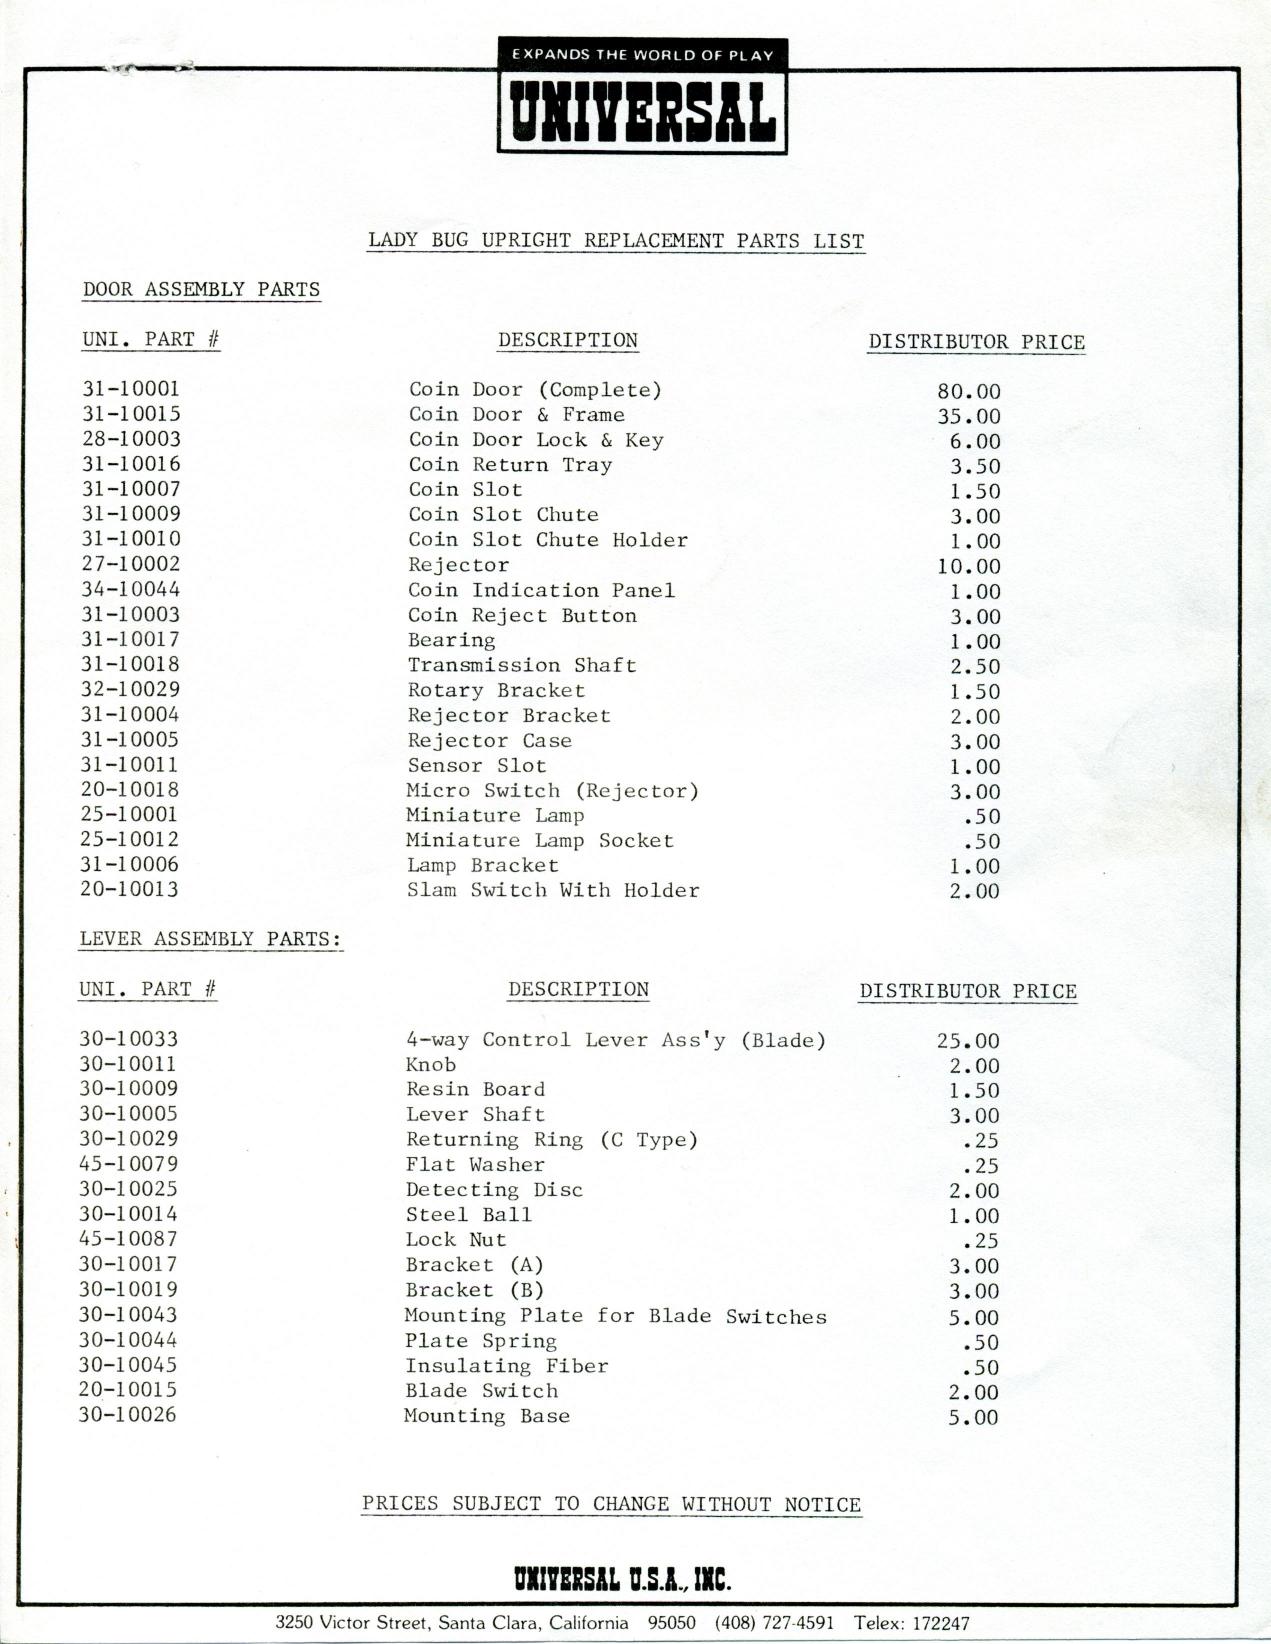 EXPANDS THE WORLD OF PLAY
UNIVERSAL
LADY BUG UPRIGHT REPLACEMENT PARTS LIST
DOOR ASSEMBLY PARTS
UNI. PART # DESCRIPTION DISTRIBUTOR PRICE
31-10001 Coin Door (Complete) 80.00
31-10015 Coin Door & Frame 35.00
28-10003 Coin Door Lock & Key 6.00
31-10016 Coin Return Tray 3.50
31-10007 Coin Slot 1.50
31-10009 Coin Slot Chute 3.00
31-10010 Coin Slot Chute Holder 1.00
27-10002 Rejector 10.00
34-10044 Coin Indication Panel 1.00
31-10003 Coin Reject Button 3.00
31-10017 Bearing 1.00
31-10018 Transmission Shaft 2.50
32-10029 Rotary Bracket 1.50
31-10004 Rejector Bracket 2.00
31-10005 Rejector Case 3.00
31-10011 Sensor Slot 1.00
20-10018 Micro Switch (Rejector) 3.00
25-10001 Miniature Lamp .50
25-10012 Miniature Lamp Socket .50
31-10006 Lamp Bracket 1.00
20-10013 Slam Switch With Holder 2.00
LEVER ASSEMBLY PARTS:
UNI. PART # DESCRIPTION DISTRIBUTOR PRICE
30-10033 4-way Control Lever Ass'y (Blade) 25.00
30-10011 Knob 2.00
30-10009 Resin Board 1.50
30-10005 Lever Shaft 3.00
30-10029 Returning Ring (C Type) .25
45-10079 Flat Washer .25
30-10025 Detecting Disc 2.00
30-10014 Steel Ball 1.00
45-10087 Lock Nut .25
30-10017 Bracket (A) 3.00
30-10019 Bracket (B) 3.00
30-10043 Mounting Plate for Blade Switches 5.00
30-10044 Plate Spring .50
30-10045 Insulating Fiber .50
20-10015 Blade Switch 2.00
30-10026 Mounting Base 5.00
PRICES SUBJECT TO CHANGE WITHOUT NOTICE
UNIVERSAL U.S.A., INC.
3250 Victor Street, Santa Clara, California 95050 (408) 727-4591 Telex: 172247